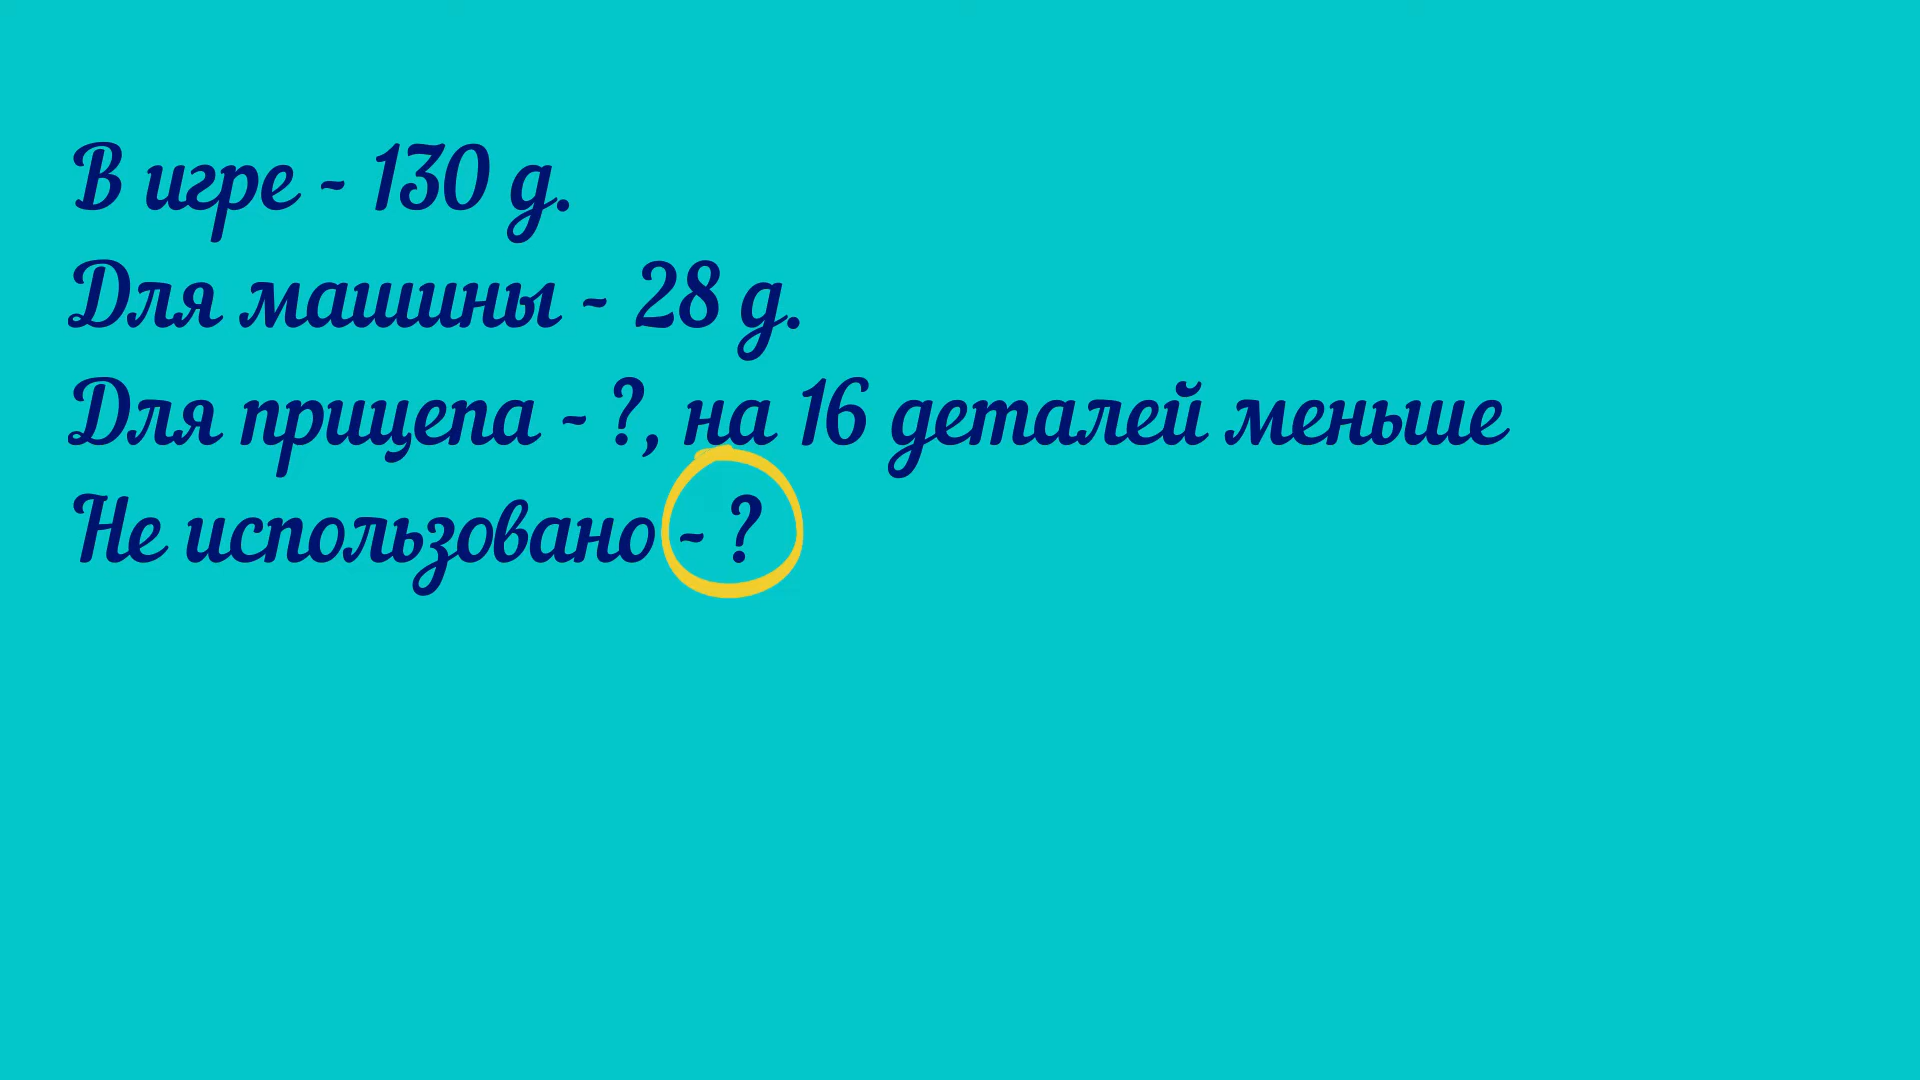 В игре - 130 д.
Для машины - 28 д.
Для прицепа - ?, на 16 деталей меньше
Не использовано - ?